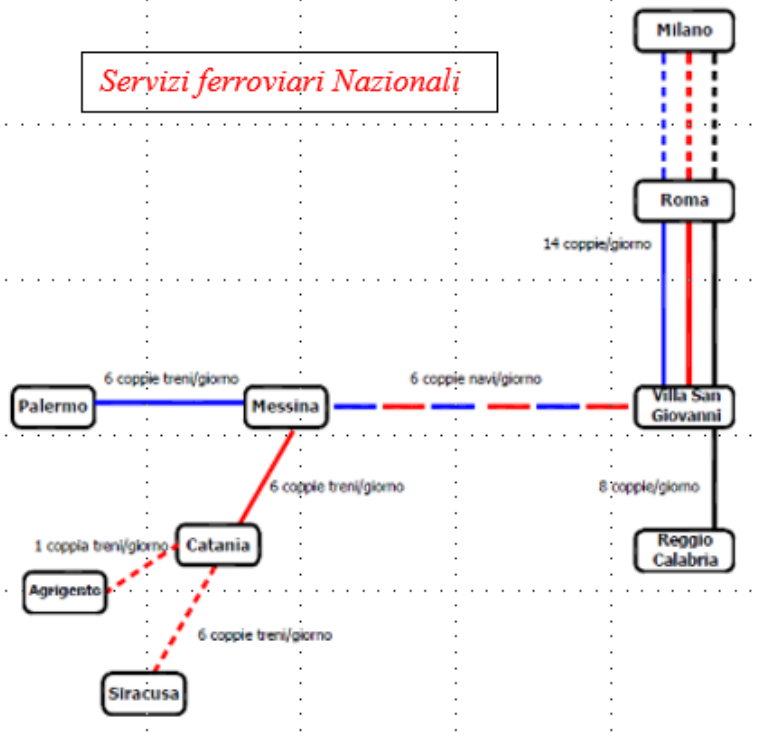 Milano
Servizi ferroviari Nazionali
Roma
14 coppie/giorno
6 coppie treni/giorno
6 coppie navi/giorno
Palermo
Messina
Villa San
Giovanni
6 coppie treni/giorno
8 coppie/giorno
1 coppia treni/giorno
Catania
Reggio
Calabria
Agrigento
6 coppie treni/giorno
Siracusa